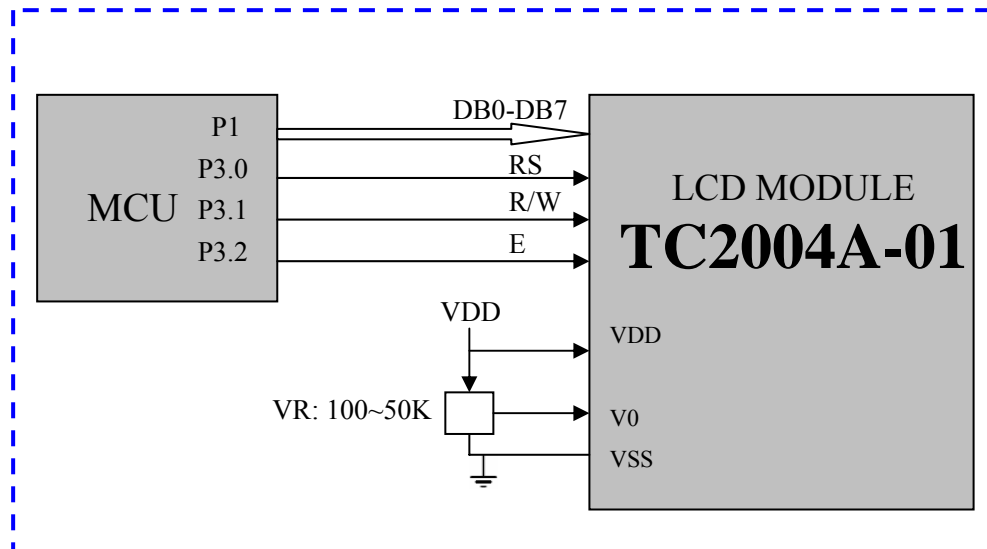 DB0-DB7
P1
P3.0
RS
LCD MODULE
MCU
P3.1
R/W
TC2004A-01
P3.2
E
VDD
VDD
VR: 100~50K
V0
VSS